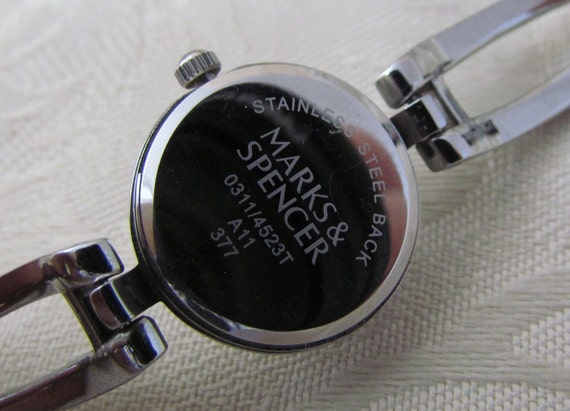 STAINLESS STEEL BACK
MARKS &
SPENCER
0311/4523T
A11
377